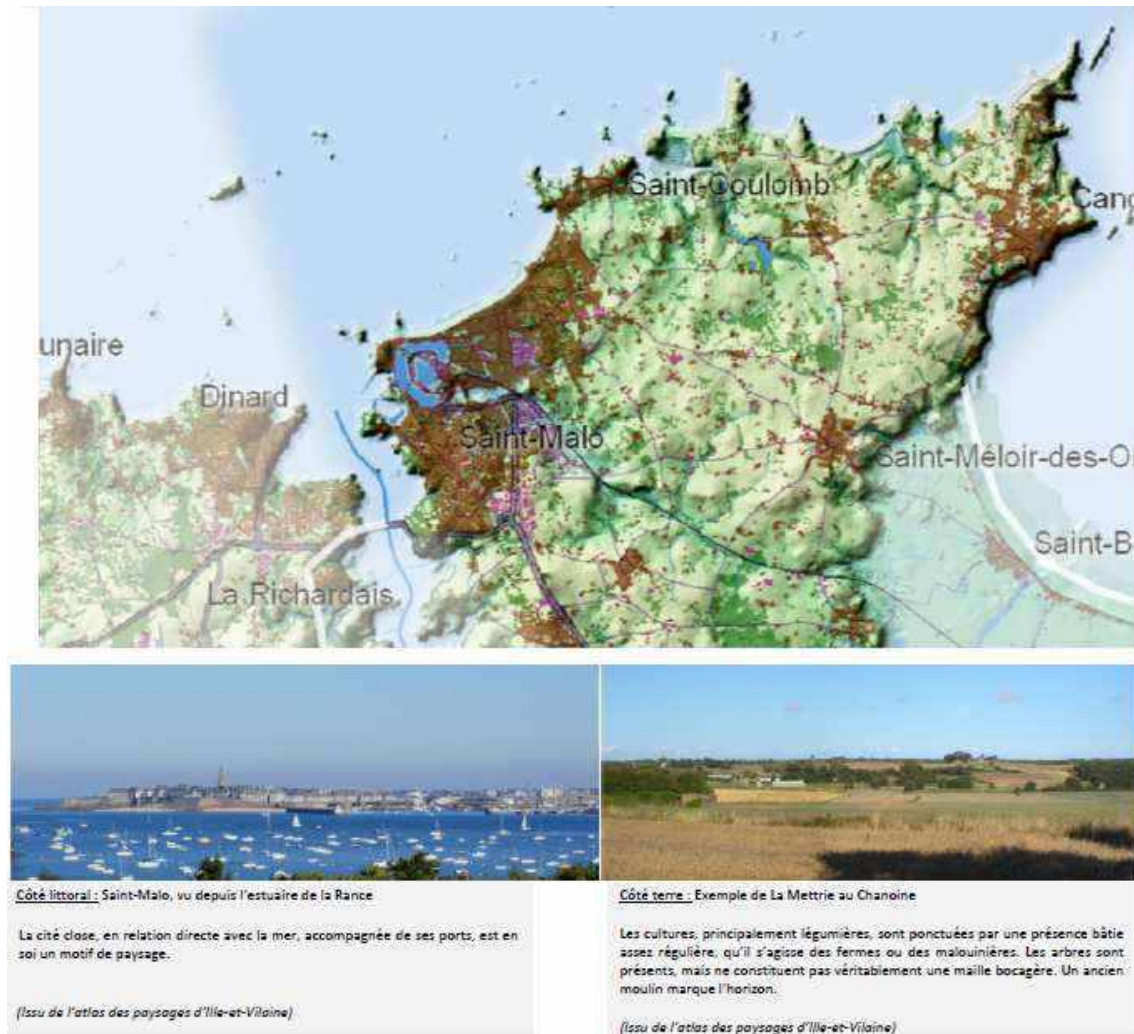 Saint-Coulomb
Canc
unaire
Dinard
Saint-Malo
Saint-Méloir-des-O
Saint-B
La Richardais
Côté littoral : Saint-Malo, vu depuis l'estuaire de la Rance
La cité close, en relation directe avec la mer, accompagnée de ses ports, est en
soi un motif de paysage.
(Issu de l'atlas des paysages d'Ille-et-Vilaine)
Côté terre : Exemple de La Mettrie au Chanoine
Les cultures, principalement légumières, sont ponctuées par une présence bâtie
assez régulière, qu'il s'agisse des fermes ou des malouinières. Les arbres sont
présents, mais ne constituent pas véritablement une maille bocagère. Un ancien
moulin marque l'horizon.
(Issu de l'atlas des paysages d'Ille-et-Vilaine)